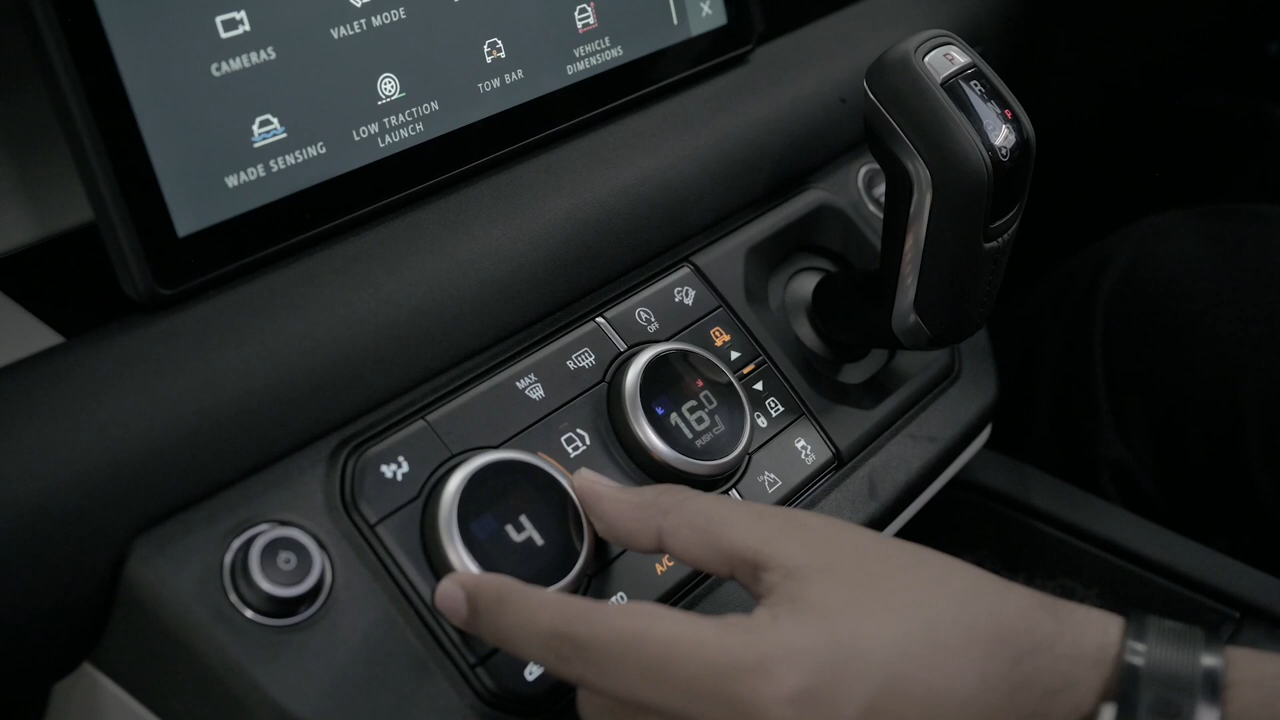 CAMERAS
VALET MODE
WADE SENSING
LOW TRACTION
LAUNCH
TOW BAR
VEHICLE
DIMENSIONS
X
P
R
P
A
OFF
R
MAX
16.0
PUSH
OFF
LO
4
A/C